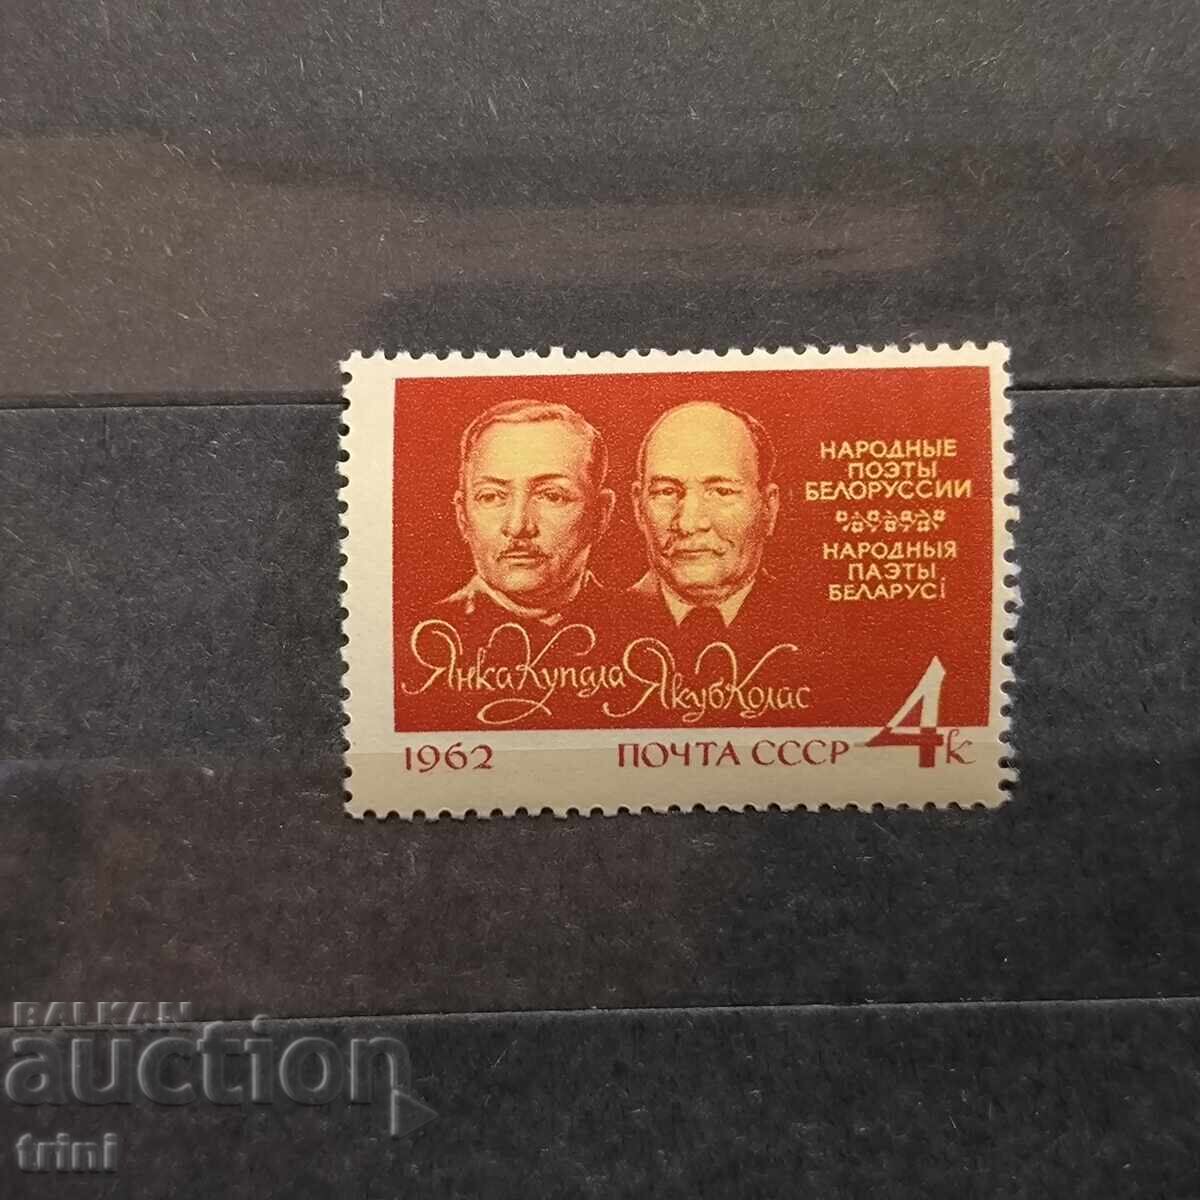 НАРОДНЫЕ
ПОЭТЫ
БЕЛОРУССИИ
НАРОДНЫЯ
ПАЭТЫ
БЕЛАРУСІ
Янка Купала Якуб Колас
1962 ПОЧТА СССР 4к
BALKAN
auction
trini